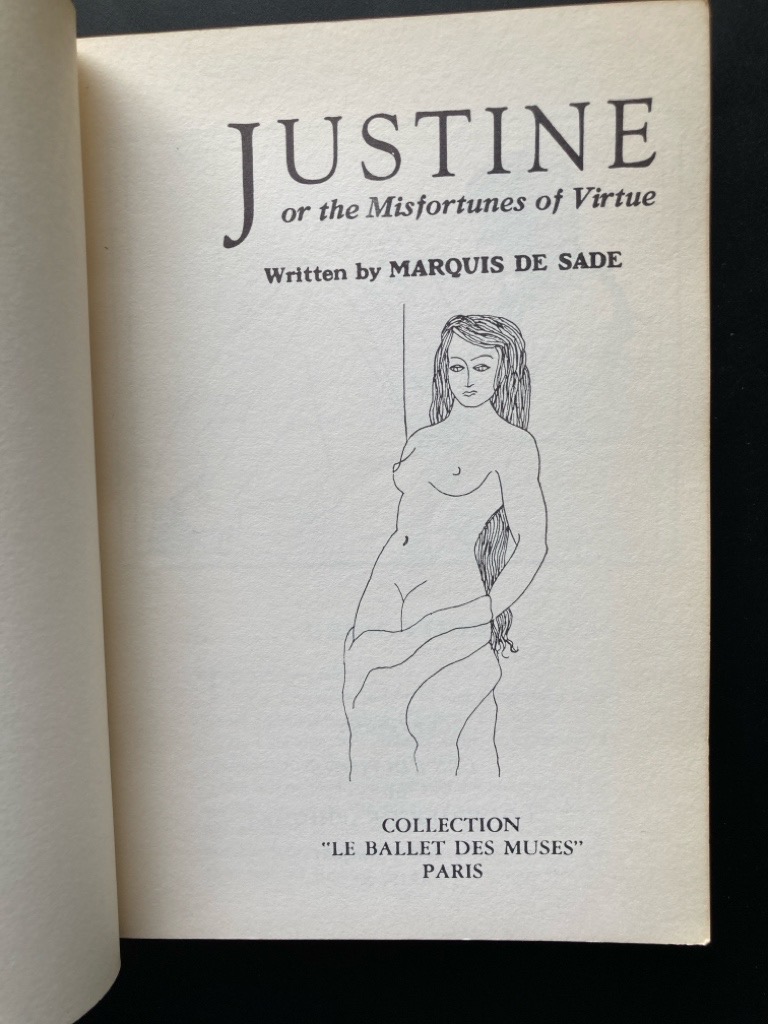 JUSTINE
or the Misfortunes of Virtue
Written by MARQUIS DE SADE
COLLECTION
"LE BALLET DES MUSES"
PARIS